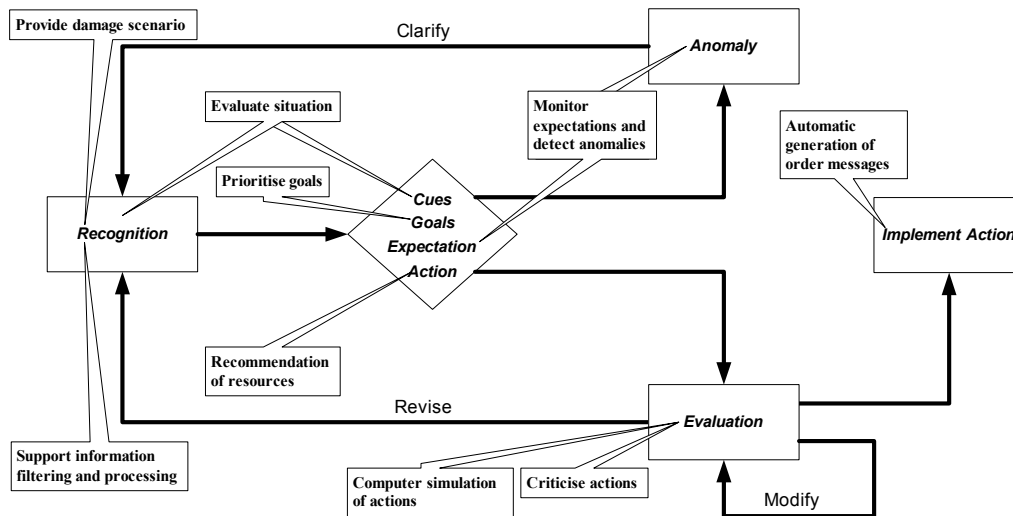 Provide damage scenario
Clarify
Anomaly
Evaluate situation
Monitor
expectations and
detect anomalies
Automatic
generation of
order messages
Prioritise goals
Cues
Goals
Expectation
Action
Recognition
Implement Action
Recommendation
of resources
Revise
Evaluation
Support information
filtering and processing
Computer simulation
of actions
Criticise actions
Modify